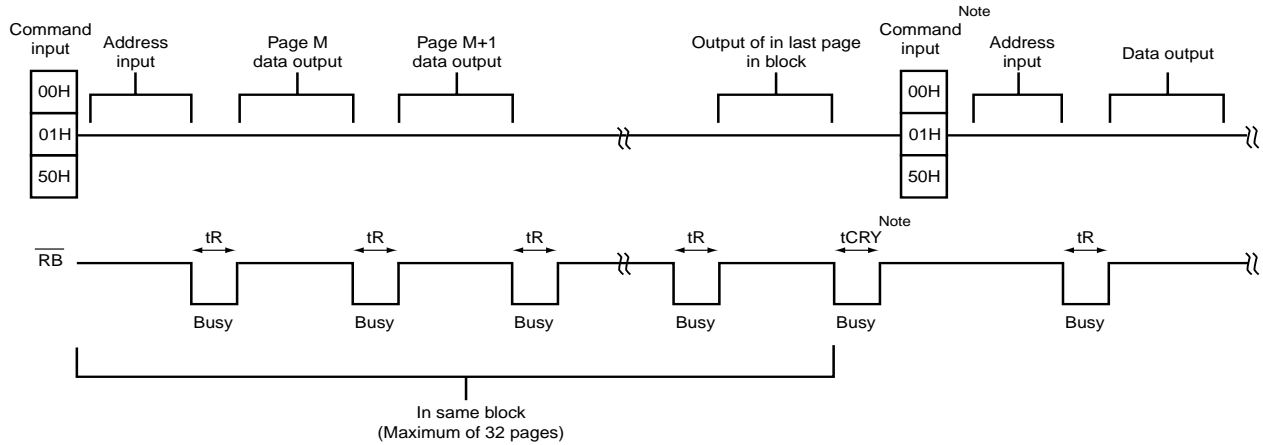 Command
input
Address
input
Page M
data output
Page M+1
data output
Output of in last page
in block
Command
input
Note
Address
input
Data output
00H
01H
50H
00H
01H
50H
RB
tR
tR
tR
tR
tCRY
Note
tR
Busy
Busy
Busy
Busy
Busy
Busy
In same block
(Maximum of 32 pages)